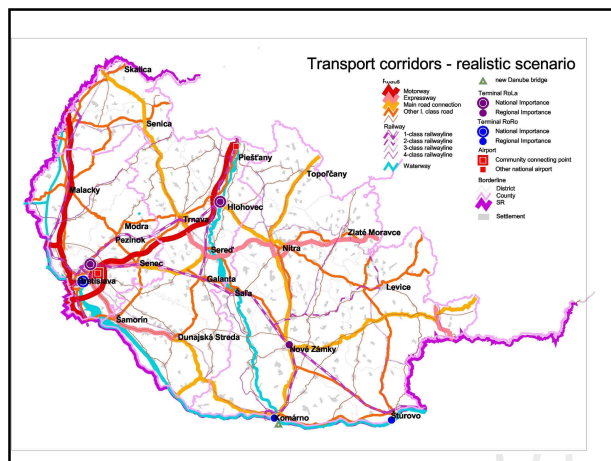 Transport corridors - realistic scenario
Motorway
Expressway
Main road connection
Other I. class road
Railway
1-class railwayline
2-class railwayline
4-class railwayline
4-class railwayline
Waterway
new Danube bridge
Terminal RoLa
National Importance
Regional Importance
Terminal RoRo
National Importance
Regional Importance
Airport
Community connecting point
Other national airport
Borderline
District
County
SR
Settlement
Skalica
Senica
Piešťany
Topoľčany
Malacky
Hlohovec
Modra
Trnava
Pezinok
Zlaté Moravce
Sereď
Nitra
Senec
Galanta
Levice
Šaľa
Šamorín
Dunajská Streda
Nové Zámky
Komárno
Štúrovo